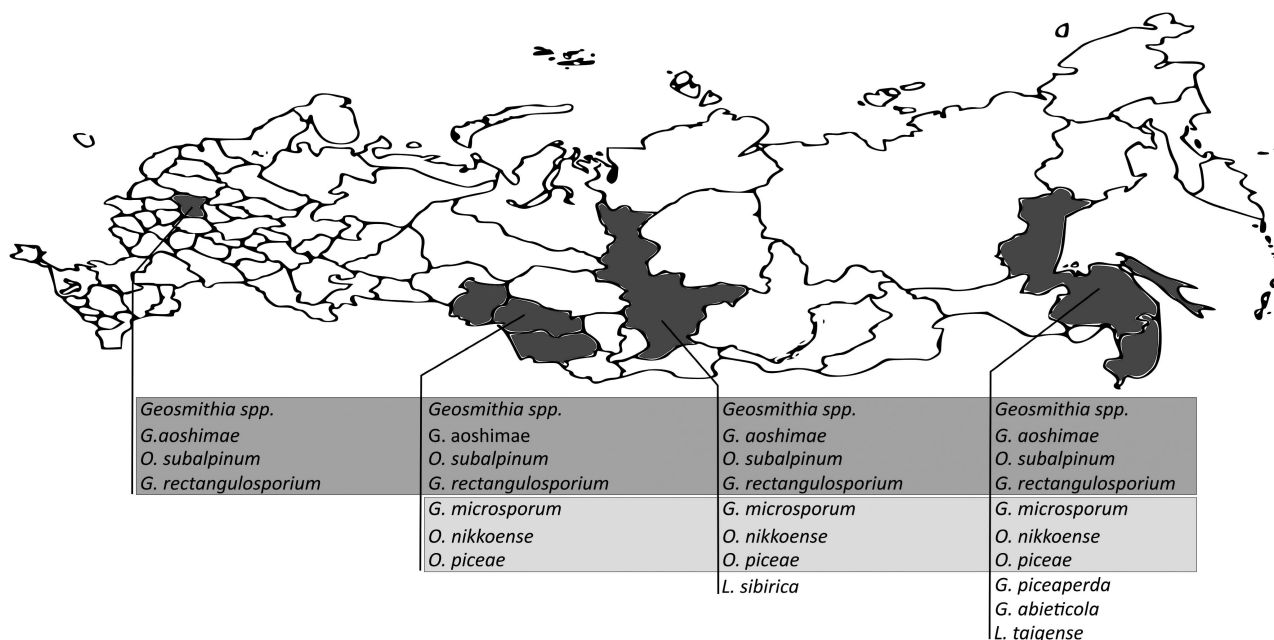 Geosmithia spp.
G.aoshimae
O. subalpinum
G. rectangulosporium
Geosmithia spp.
G. aoshimae
O. subalpinum
G. rectangulosporium
G. microsporum
O. nikkoense
O. piceae
Geosmithia spp.
G. aoshimae
O. subalpinum
G. rectangulosporium
G. microsporum
O. nikkoense
O. piceae
L. sibirica
Geosmithia spp.
G. aoshimae
O. subalpinum
G. rectangulosporium
G. microsporum
O. nikkoense
O. piceae
G. piceaperda
G. abieticola
L. taigense